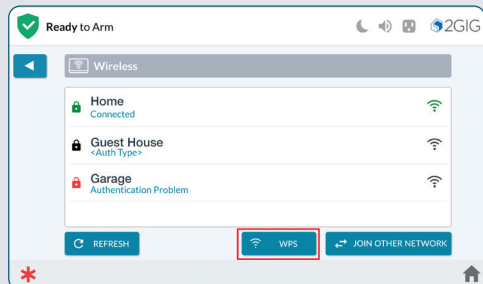 Ready to Arm
2GIG
Wireless
Home
Connected
Guest House
<Auth Type>
Garage
Authentication Problem
REFRESH
WPS
JOIN OTHER NETWORK